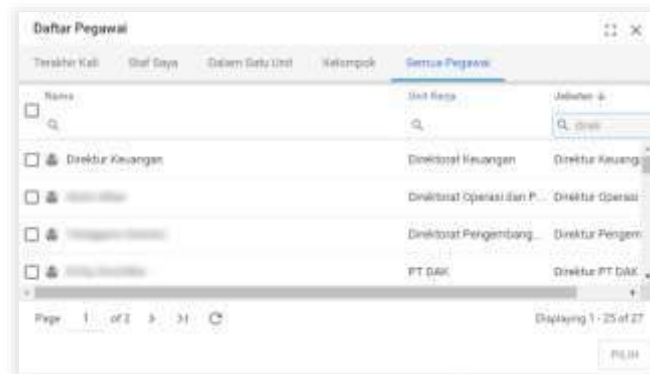 Daftar Pegawai
Terakhir Kali Staf Saya Dalam Satu Unit Kelompok Semua Pegawai
Nama Unit Kerja Jabatan
direk
Direktur Keuangan Direktorat Keuangan Direktur Keuang
Direktorat Operasi dan P... Direktur Operasi
Direktorat Pengembang... Direktur Pengem
PT DAK Direktur PT DAK
Page 1 of 2 Displaying 1 - 25 of 27
PILIH